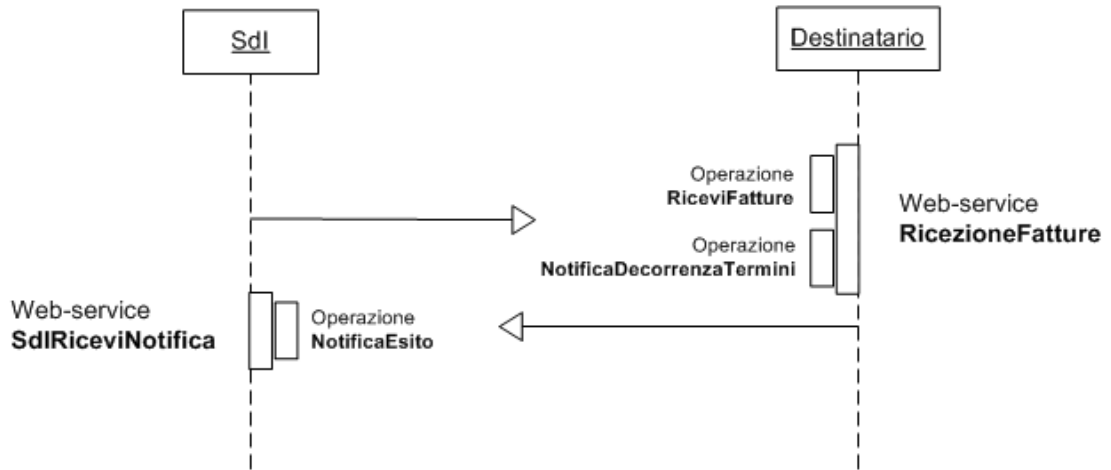 SdI
Destinatario
Operazione
RiceviFatture
Web-service
RicezioneFatture
Operazione
NotificaDecorrenzaTermini
Web-service
SdIRiceviNotifica
Operazione
NotificaEsito